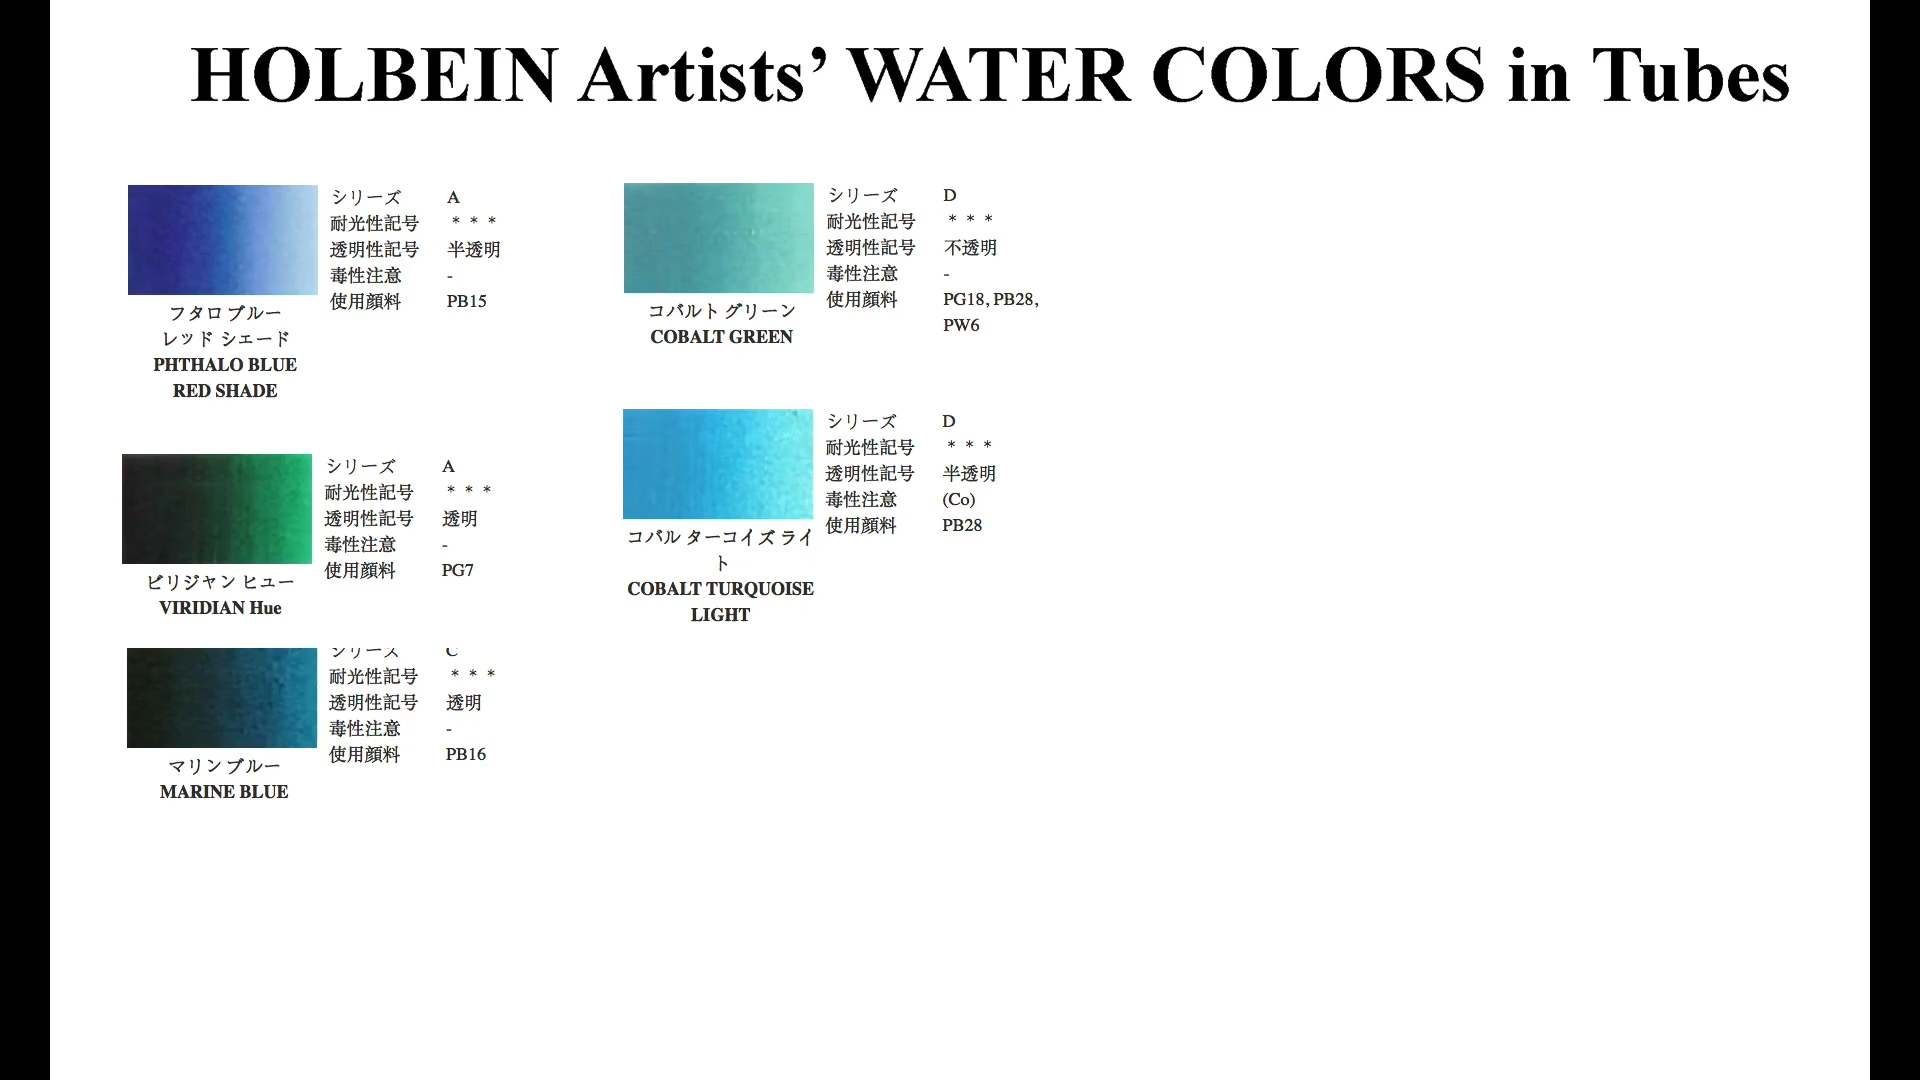 HOLBEIN Artists’ WATER COLORS in Tubes
シリーズ A
耐光性記号 ＊＊＊
透明性記号 半透明
毒性注意 -
使用顔料 PB15
フタロ ブルー
レッド シェード
PHTHALO BLUE
RED SHADE
シリーズ A
耐光性記号 ＊＊＊
透明性記号 透明
毒性注意 -
使用顔料 PG7
ビリジャン ヒュー
VIRIDIAN Hue
シリーズ C
耐光性記号 ＊＊＊
透明性記号 透明
毒性注意 -
使用顔料 PB16
マリン ブルー
MARINE BLUE
シリーズ D
耐光性記号 ＊＊＊
透明性記号 不透明
毒性注意 -
使用顔料 PG18, PB28,
PW6
コバルト グリーン
COBALT GREEN
シリーズ D
耐光性記号 ＊＊＊
透明性記号 半透明
毒性注意 (Co)
使用顔料 PB28
コバル ターコイズ ライ
ト
COBALT TURQUOISE
LIGHT